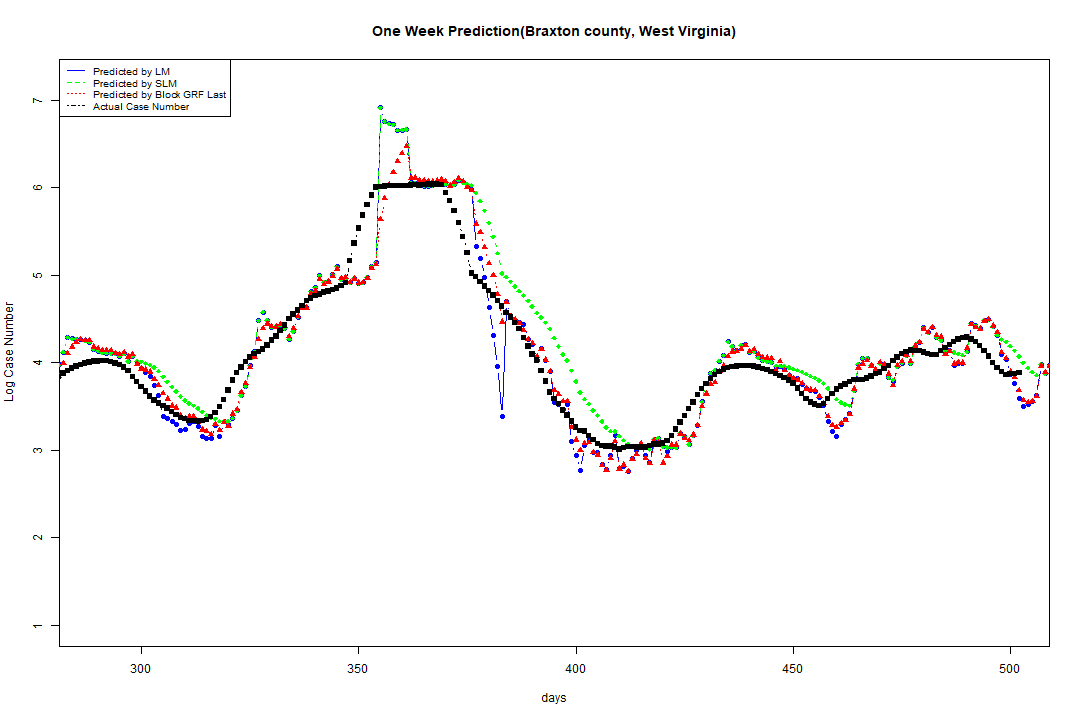 One Week Prediction(Braxton county, West Virginia)
Predicted by LM
Predicted by SLM
Predicted by Block GRF Last
Actual Case Number
7
6
5
4
3
2
1
Log Case Number
300 350 400 450 500
days